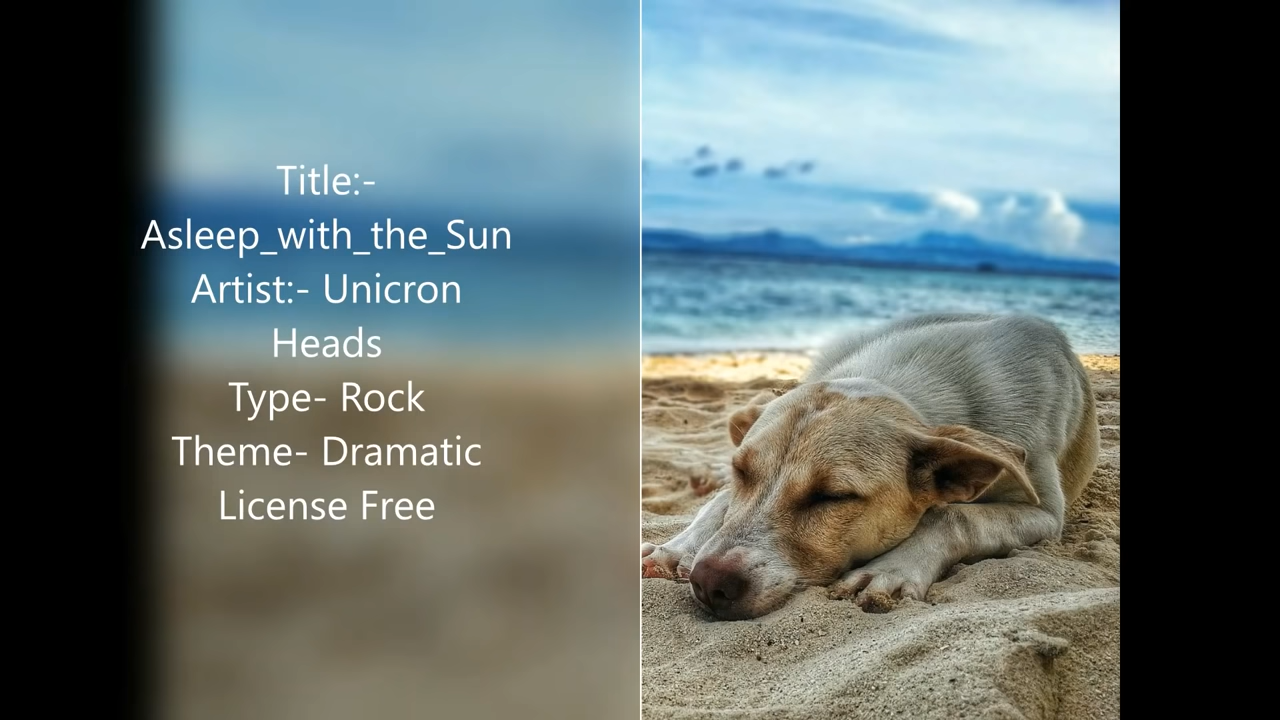 Title:-
Asleep_with_the_Sun
Artist:- Unicron
Heads
Type- Rock
Theme- Dramatic
License Free